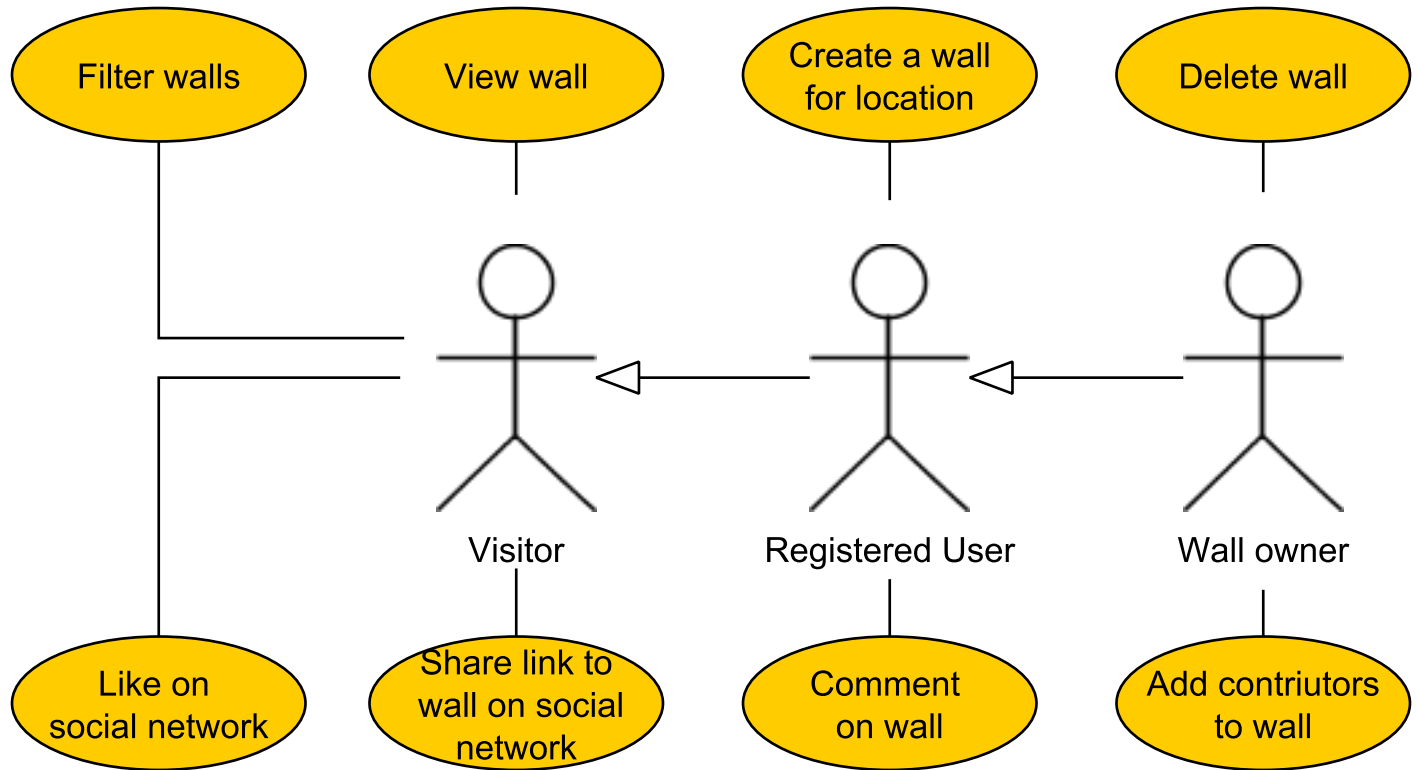 Filter walls
View wall
Create a wall
for location
Delete wall
Visitor
Registered User
Wall owner
Like on
social network
Share link to
wall on social
network
Comment
on wall
Add contriutors
to wall